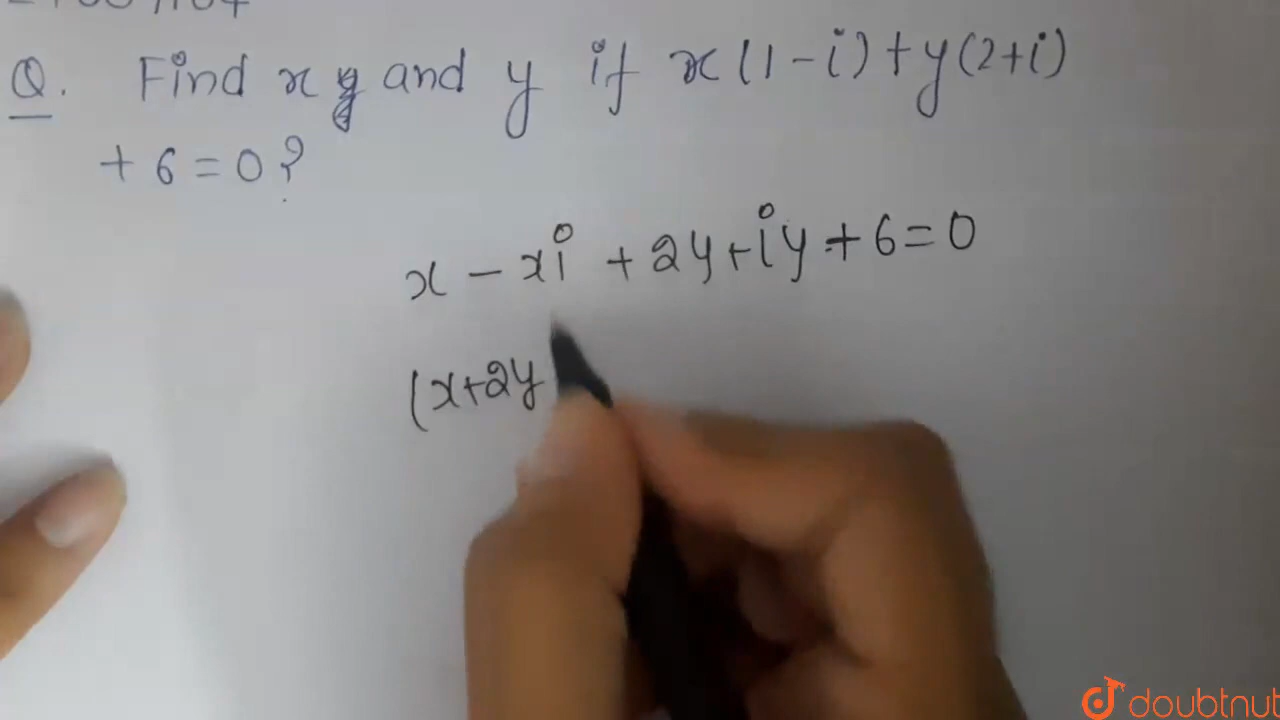 Q. Find x y and y if x(1-i)+y(2+i)
+ 6=0?
x - xi + 2y+iy+6=0
(x+2y
doubtnut